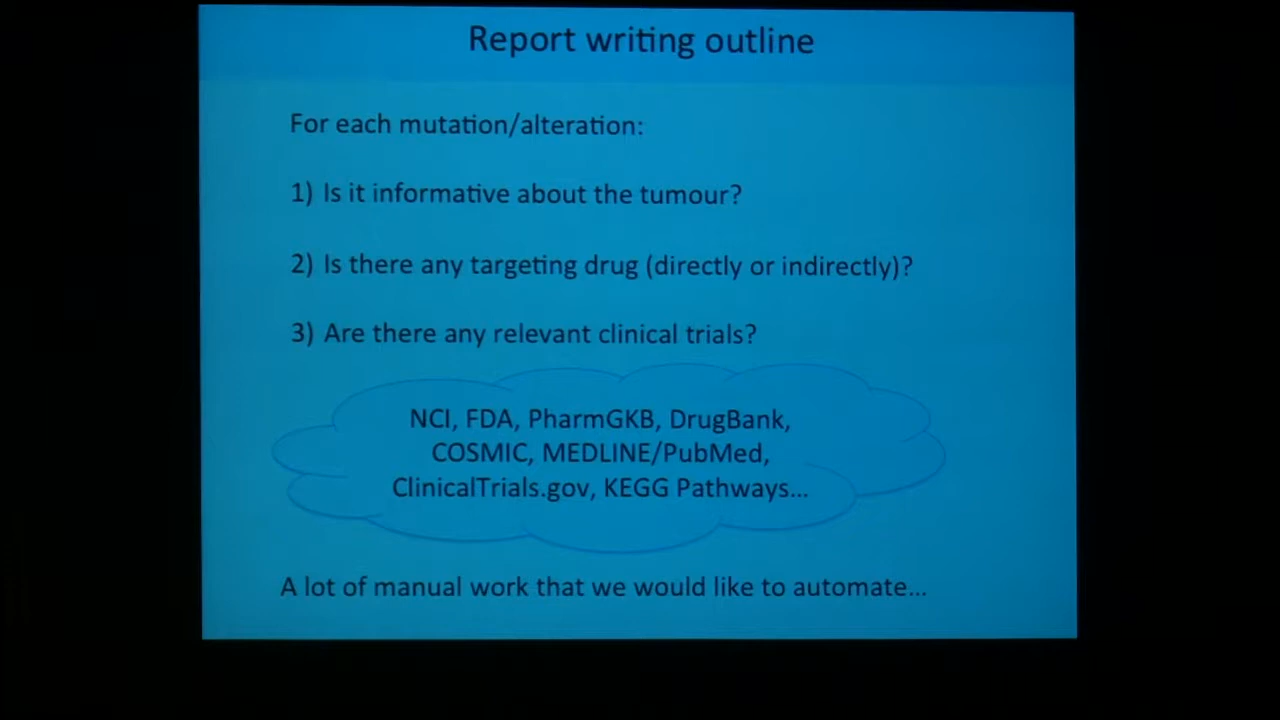 Report writing outline
For each mutation/alteration:
1) Is it informative about the tumour?
2) Is there any targeting drug (directly or indirectly)?
3) Are there any relevant clinical trials?
NCI, FDA, PharmGKB, DrugBank,
COSMIC, MEDLINE/PubMed,
ClinicalTrials.gov, KEGG Pathways...
A lot of manual work that we would like to automate...